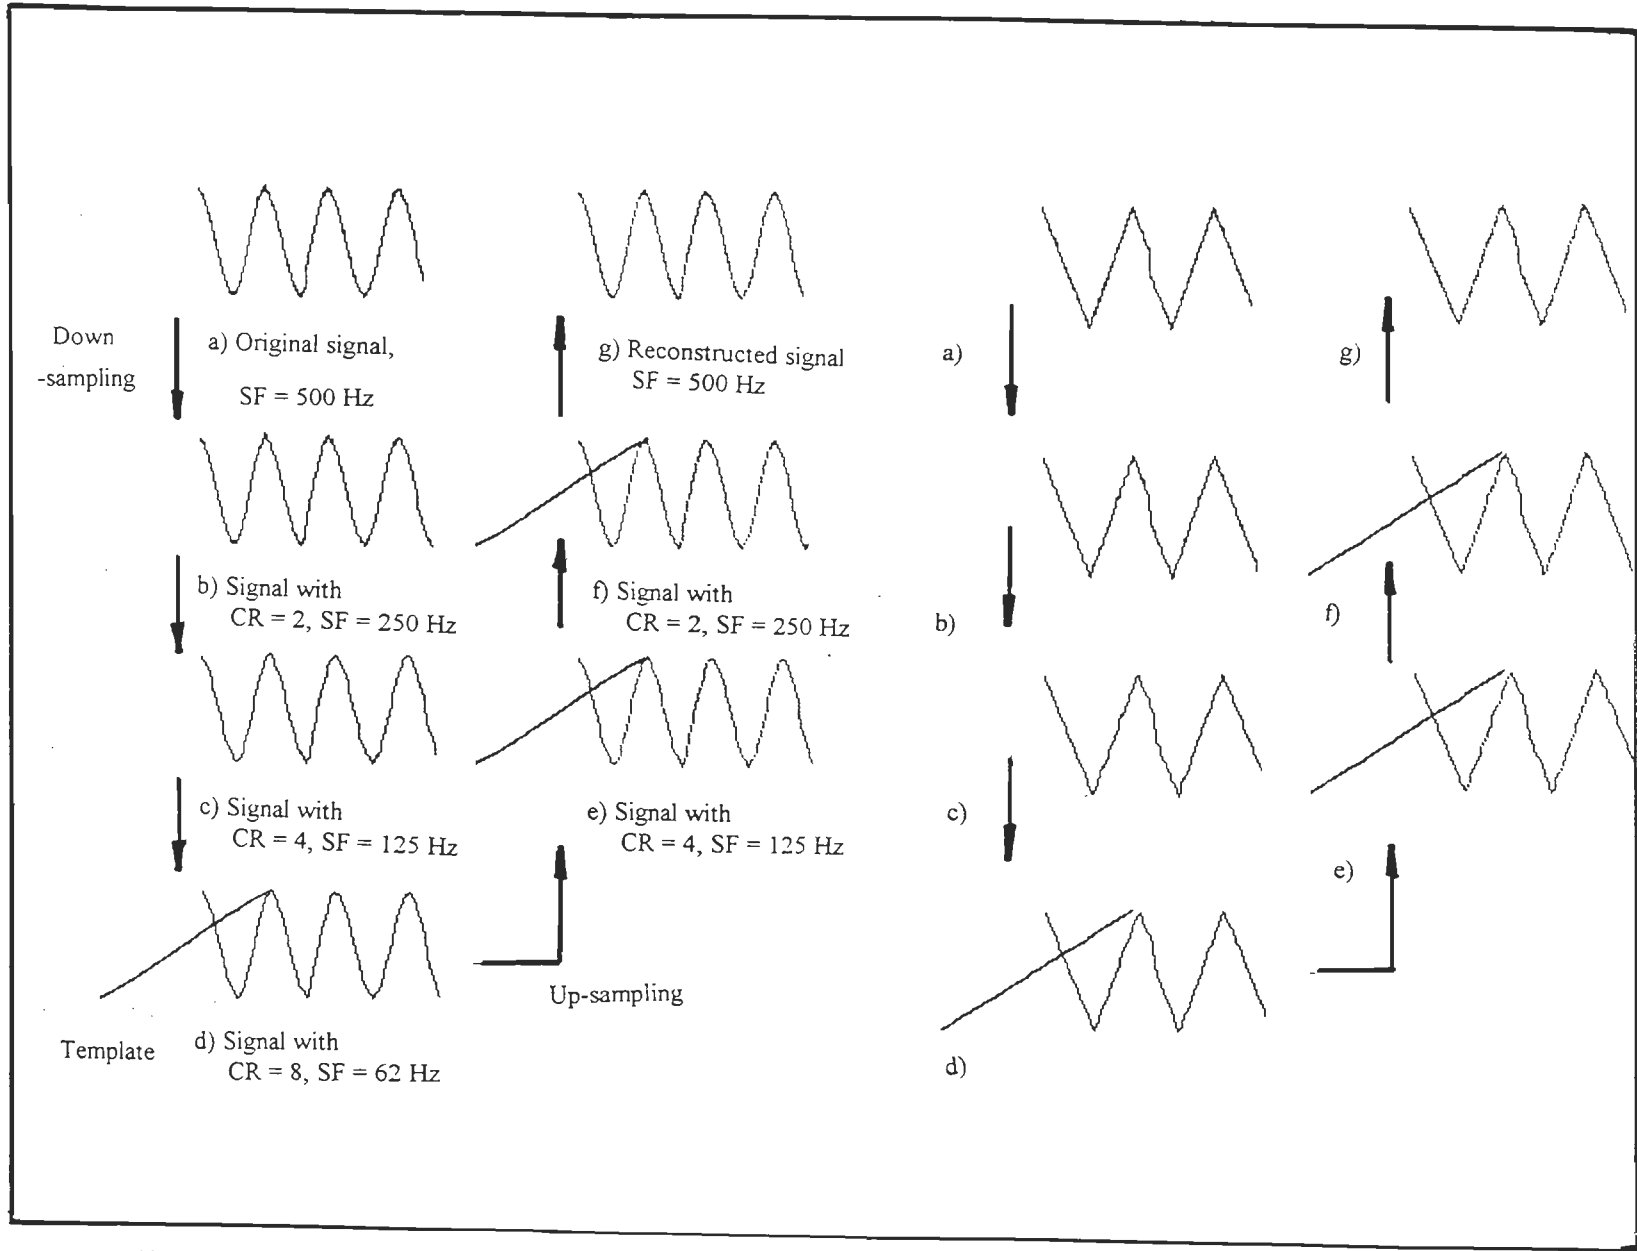 Down
-sampling
a) Original signal,
SF = 500 Hz
b) Signal with
CR = 2, SF = 250 Hz
c) Signal with
CR = 4, SF = 125 Hz
Template
d) Signal with
CR = 8, SF = 62 Hz
g) Reconstructed signal
SF = 500 Hz
f) Signal with
CR = 2, SF = 250 Hz
e) Signal with
CR = 4, SF = 125 Hz
Up-sampling
a)
b)
c)
d)
g)
f)
e)